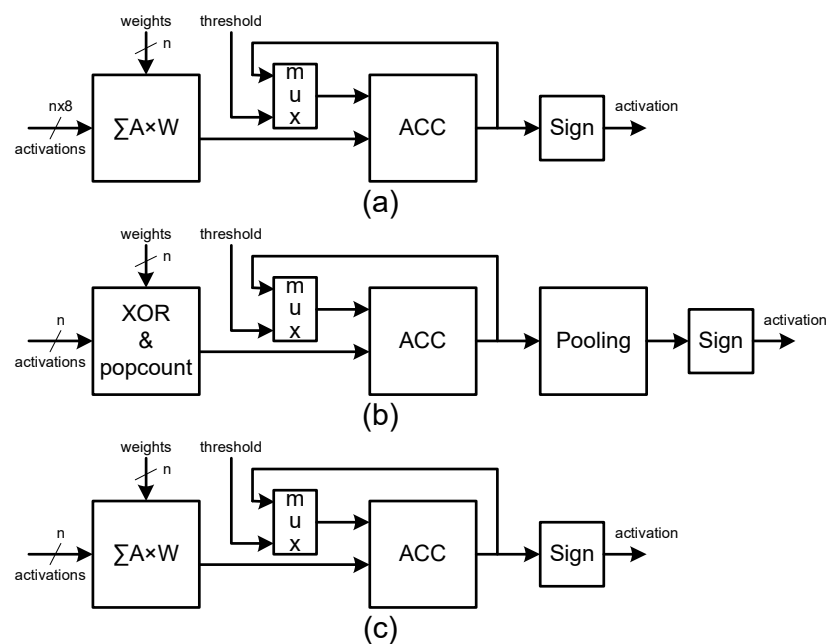 weights
threshold
n
m
u
x
nx8
activations
∑A×W
ACC
Sign
activation
(a)
weights
threshold
n
m
u
x
n
activations
XOR
&
popcount
ACC
Pooling
Sign
activation
(b)
weights
threshold
n
m
u
x
n
activations
∑A×W
ACC
Sign
activation
(c)